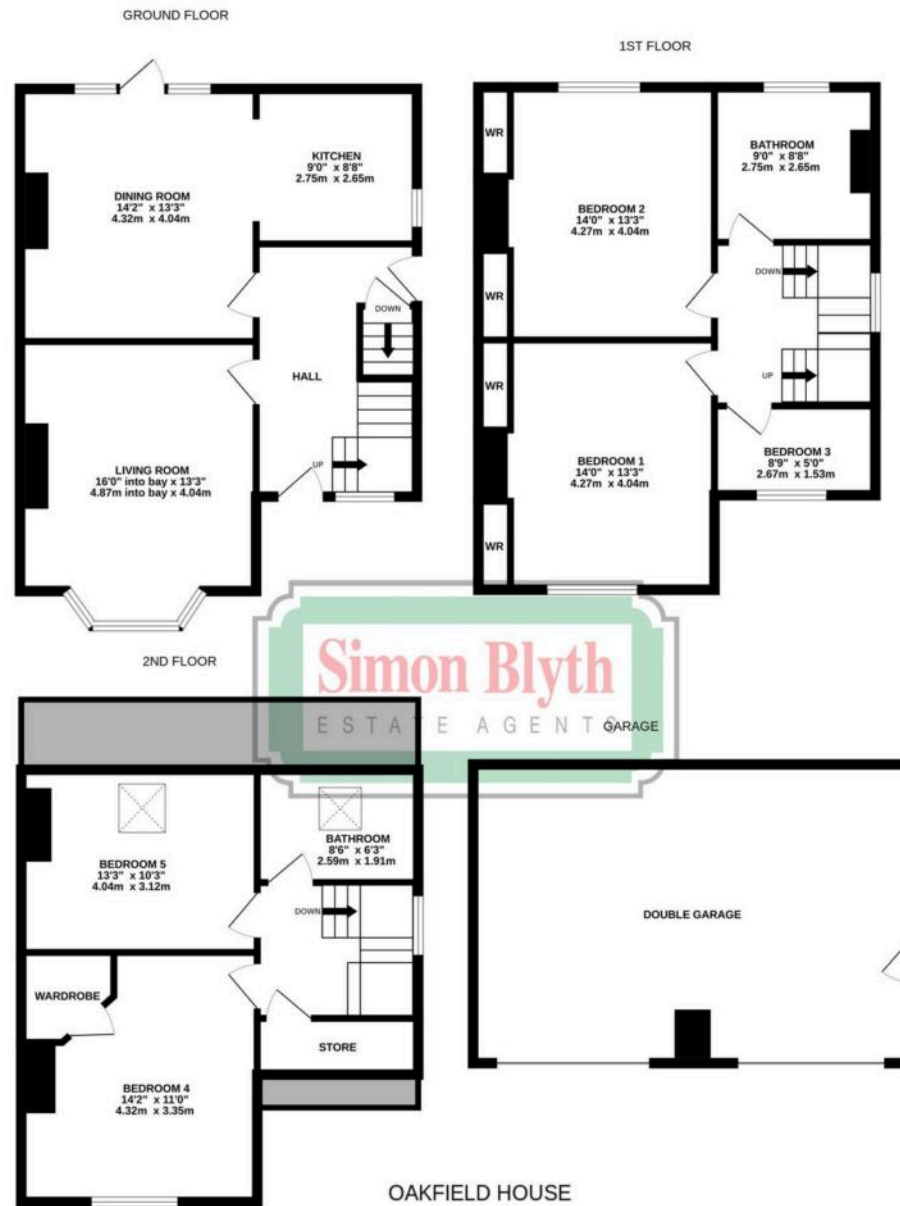 GROUND FLOOR
DINING ROOM
14'2" x 13'3"
4.32m x 4.04m
KITCHEN
9'0" x 8'8"
2.75m x 2.65m
DOWN
HALL
LIVING ROOM
16'0" into bay x 13'3"
4.87m into bay x 4.04m
UP
1ST FLOOR
WR
BEDROOM 2
14'0" x 13'3"
4.27m x 4.04m
BATHROOM
9'0" x 8'8"
2.75m x 2.65m
WR
DOWN
WR
UP
BEDROOM 1
14'0" x 13'3"
4.27m x 4.04m
BEDROOM 3
8'9" x 5'0"
2.67m x 1.53m
WR
Simon Blyth
ESTATE AGENTS
2ND FLOOR
BEDROOM 5
13'3" x 10'3"
4.04m x 3.12m
BATHROOM
8'6" x 6'3"
2.59m x 1.91m
DOWN
WARDROBE
STORE
BEDROOM 4
14'2" x 11'0"
4.32m x 3.35m
GARAGE
DOUBLE GARAGE
OAKFIELD HOUSE